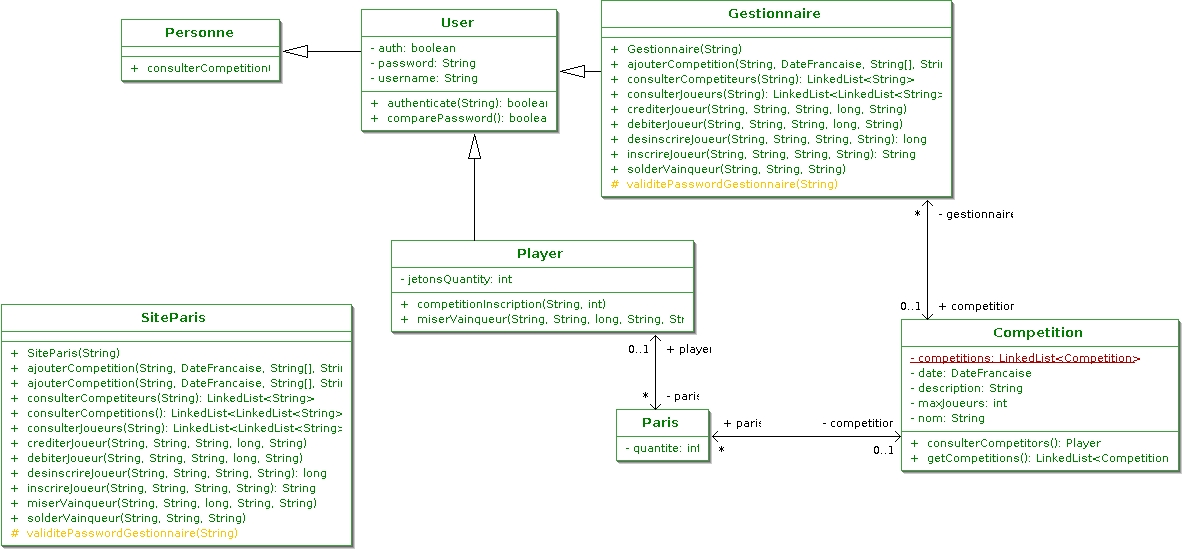 Personne
+ consulterCompetition
User
- auth: boolean
- password: String
- username: String
+ authenticate(String): boolea
+ comparePassword(): boolea
Gestionnaire
+ Gestionnaire(String)
+ ajouterCompetition(String, DateFrancaise, String[], Stri
+ consulterCompetiteurs(String): LinkedList<String>
+ consulterJoueurs(String): LinkedList<LinkedList<String>
+ crediterJoueur(String, String, String, long, String)
+ debiterJoueur(String, String, String, long, String)
+ desinscrireJoueur(String, String, String, String): long
+ inscrireJoueur(String, String, String, String): String
+ solderVainqueur(String, String, String)
# validitePasswordGestionnaire(String)
* - gestionnaire
0..1 + competition
Player
- jetonsQuantity: int
+ competitionInscription(String, int)
+ miserVainqueur(String, String, long, String, St
0..1 + player
* - paris
Paris
- quantite: int
+ paris
*
- competition
0..1
Competition
- competitions: LinkedList<Competition>
- date: DateFrancaise
- description: String
- maxJoueurs: int
- nom: String
+ consulterCompetitors(): Player
+ getCompetitions(): LinkedList<Competition
SiteParis
+ SiteParis(String)
+ ajouterCompetition(String, DateFrancaise, String[], Stri
+ ajouterCompetition(String, DateFrancaise, String[], Stri
+ consulterCompetiteurs(String): LinkedList<String>
+ consulterCompetitions(): LinkedList<LinkedList<String>
+ consulterJoueurs(String): LinkedList<LinkedList<String>
+ crediterJoueur(String, String, String, long, String)
+ debiterJoueur(String, String, String, long, String)
+ desinscrireJoueur(String, String, String, String): long
+ inscrireJoueur(String, String, String, String): String
+ miserVainqueur(String, String, long, String, String)
+ solderVainqueur(String, String, String)
# validitePasswordGestionnaire(String)